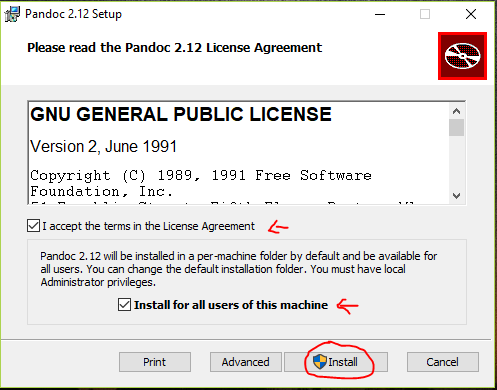 Pandoc 2.12 Setup
Please read the Pandoc 2.12 License Agreement
GNU GENERAL PUBLIC LICENSE
Version 2, June 1991
Copyright (C) 1989, 1991 Free Software
Foundation, Inc.
I accept the terms in the License Agreement
Pandoc 2.12 will be installed in a per-machine folder by default and be available
for all users. You can change the default installation folder. You must have local
Administrator privileges.
Install for all users of this machine
Print
Advanced
Install
Cancel